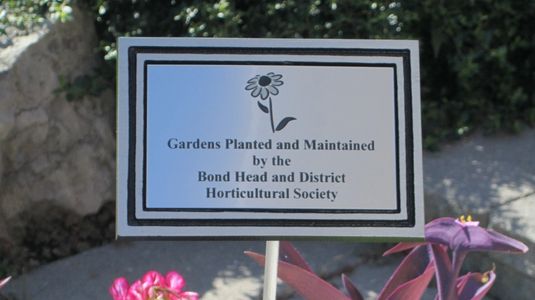 Gardens Planted and Maintained
by the
Bond Head and District
Horticultural Society